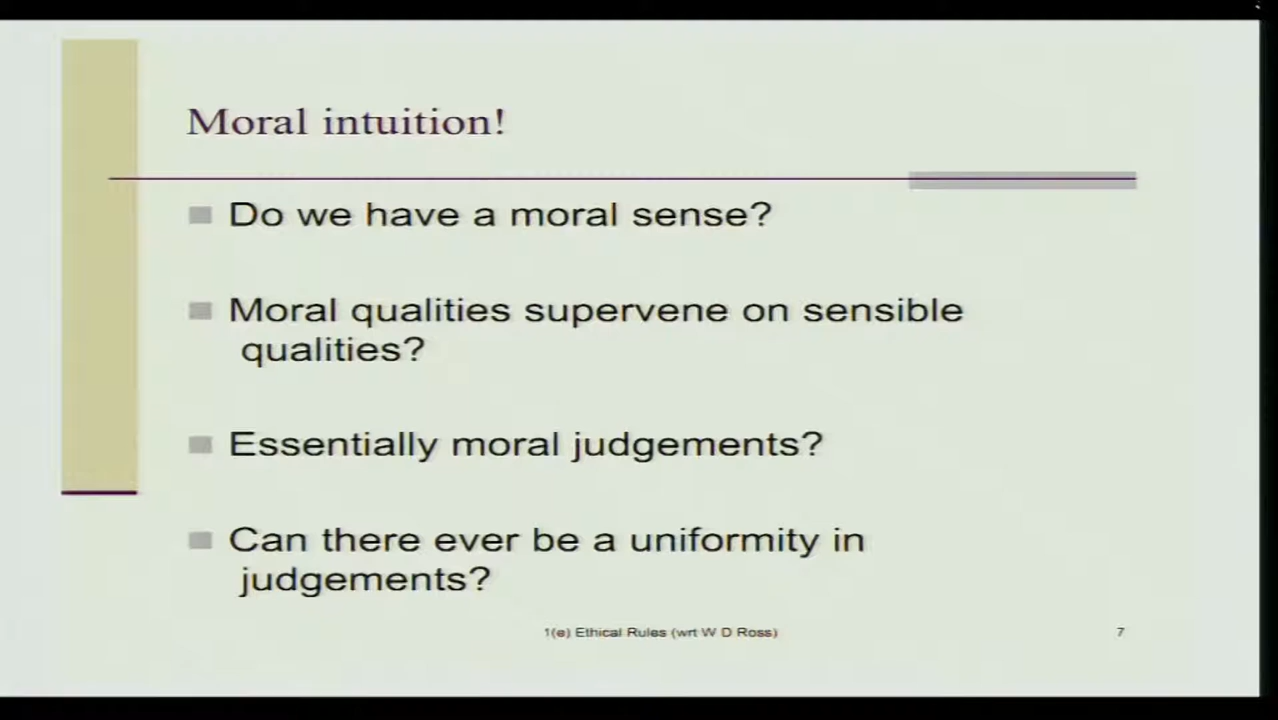 Moral intuition!
Do we have a moral sense?
Moral qualities supervene on sensible
qualities?
Essentially moral judgements?
Can there ever be a uniformity in
judgements?
1(e) Ethical Rules (wrt W D Ross)
7